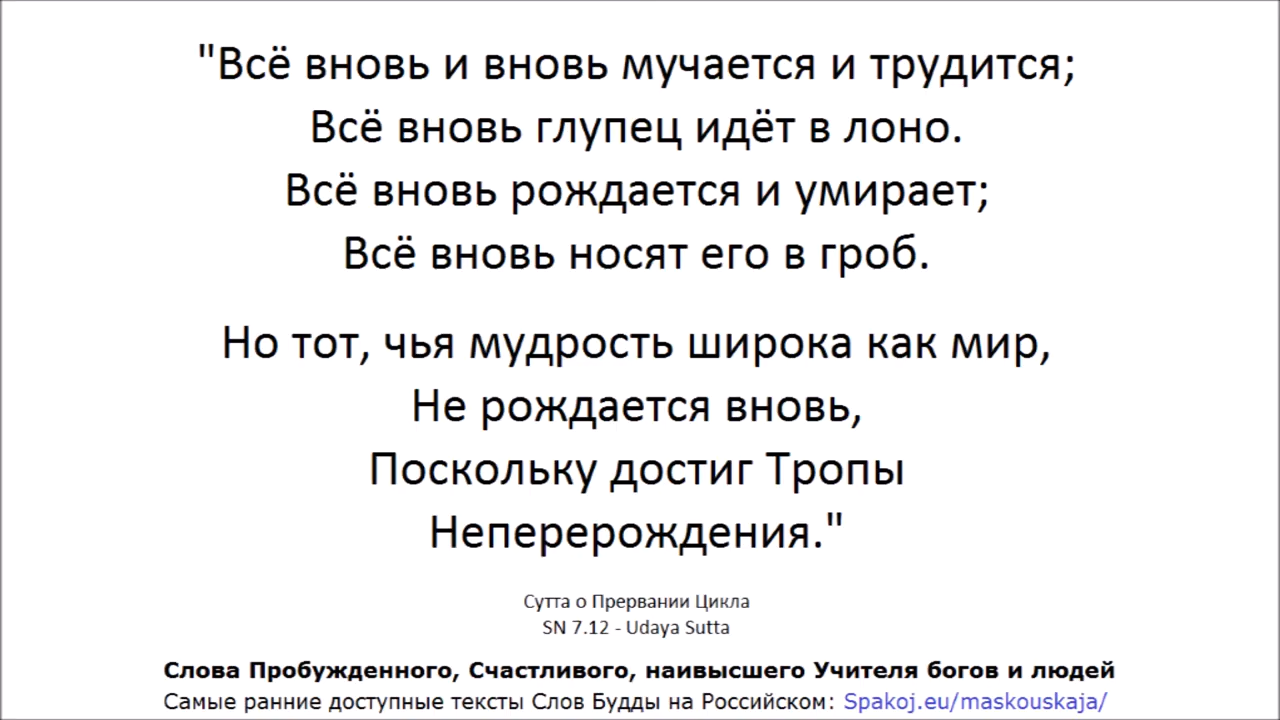 "Всё вновь и вновь мучается и трудится;
Всё вновь глупец идёт в лоно.
Всё вновь рождается и умирает;
Всё вновь носят его в гроб.
Но тот, чья мудрость широка как мир,
Не рождается вновь,
Поскольку достиг Тропы
Неперерождения."
Сутта о Прервании Цикла
SN 7.12 - Udaya Sutta
Слова Пробужденного, Счастливого, наивысшего Учителя богов и людей
Самые ранние доступные тексты Слов Будды на Российском: Spakoj.eu/maskouskaja/